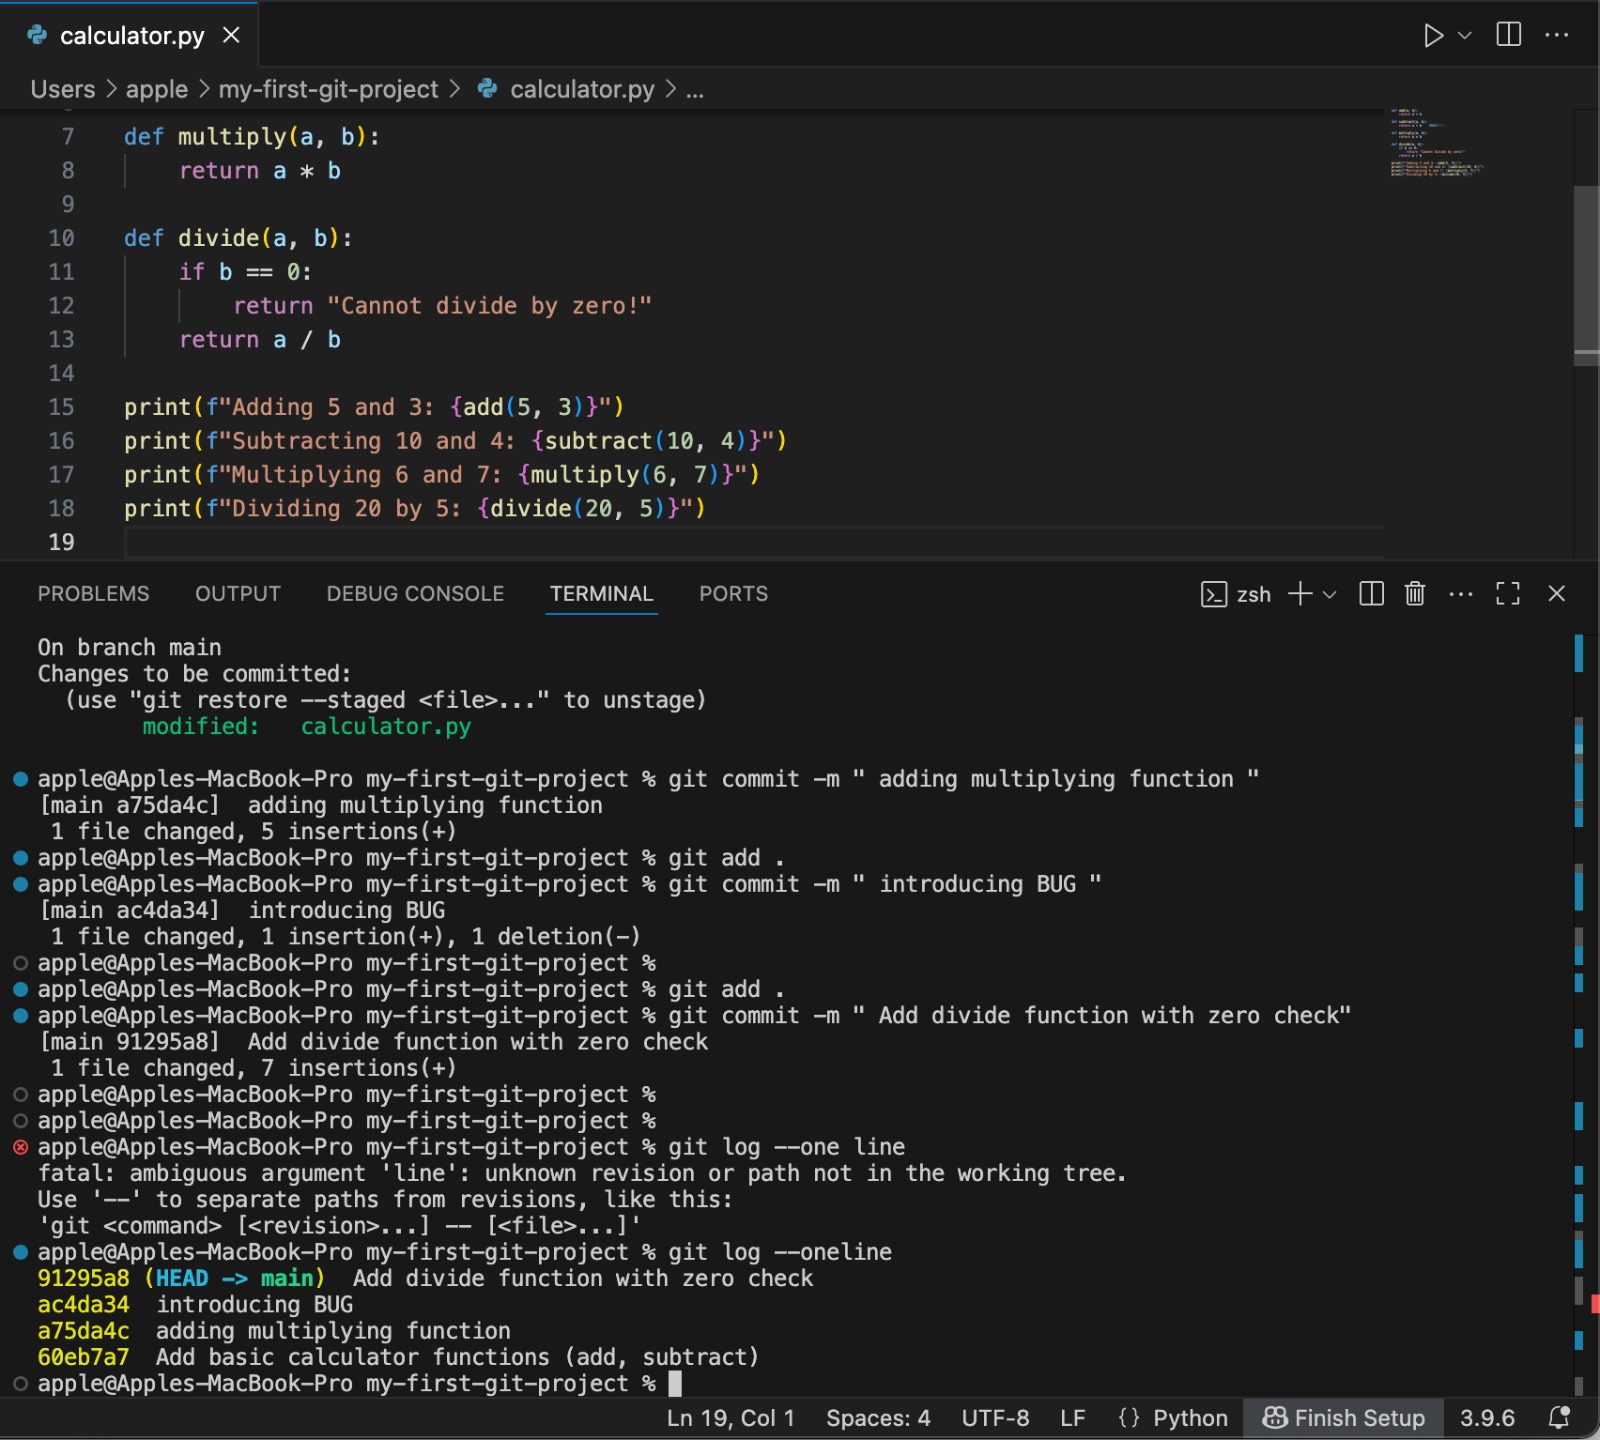 calculator.py
Users > apple > my-first-git-project > calculator.py > ...
7 def multiply(a, b):
8 return a * b
9
10 def divide(a, b):
11 if b == 0:
12 return "Cannot divide by zero!"
13 return a / b
14
15 print(f"Adding 5 and 3: {add(5, 3)}")
16 print(f"Subtracting 10 and 4: {subtract(10, 4)}")
17 print(f"Multiplying 6 and 7: {multiply(6, 7)}")
18 print(f"Dividing 20 by 5: {divide(20, 5)}")
19
PROBLEMS OUTPUT DEBUG CONSOLE TERMINAL PORTS zsh
On branch main
Changes to be committed:
(use "git restore --staged <file>..." to unstage)
modified: calculator.py
apple@Apples-MacBook-Pro my-first-git-project % git commit -m " adding multiplying function "
[main a75da4c] adding multiplying function
1 file changed, 5 insertions(+)
apple@Apples-MacBook-Pro my-first-git-project % git add .
apple@Apples-MacBook-Pro my-first-git-project % git commit -m " introducing BUG "
[main ac4da34] introducing BUG
1 file changed, 1 insertion(+), 1 deletion(-)
apple@Apples-MacBook-Pro my-first-git-project %
apple@Apples-MacBook-Pro my-first-git-project % git add .
apple@Apples-MacBook-Pro my-first-git-project % git commit -m " Add divide function with zero check"
[main 91295a8] Add divide function with zero check
1 file changed, 7 insertions(+)
apple@Apples-MacBook-Pro my-first-git-project %
apple@Apples-MacBook-Pro my-first-git-project %
apple@Apples-MacBook-Pro my-first-git-project % git log --one line
fatal: ambiguous argument 'line': unknown revision or path not in the working tree.
Use '--' to separate paths from revisions, like this:
'git <command> [<revision>...] -- [<file>...]'
apple@Apples-MacBook-Pro my-first-git-project % git log --oneline
91295a8 (HEAD -> main) Add divide function with zero check
ac4da34 introducing BUG
a75da4c adding multiplying function
60eb7a7 Add basic calculator functions (add, subtract)
apple@Apples-MacBook-Pro my-first-git-project %
Ln 19, Col 1 Spaces: 4 UTF-8 LF {} Python Finish Setup 3.9.6